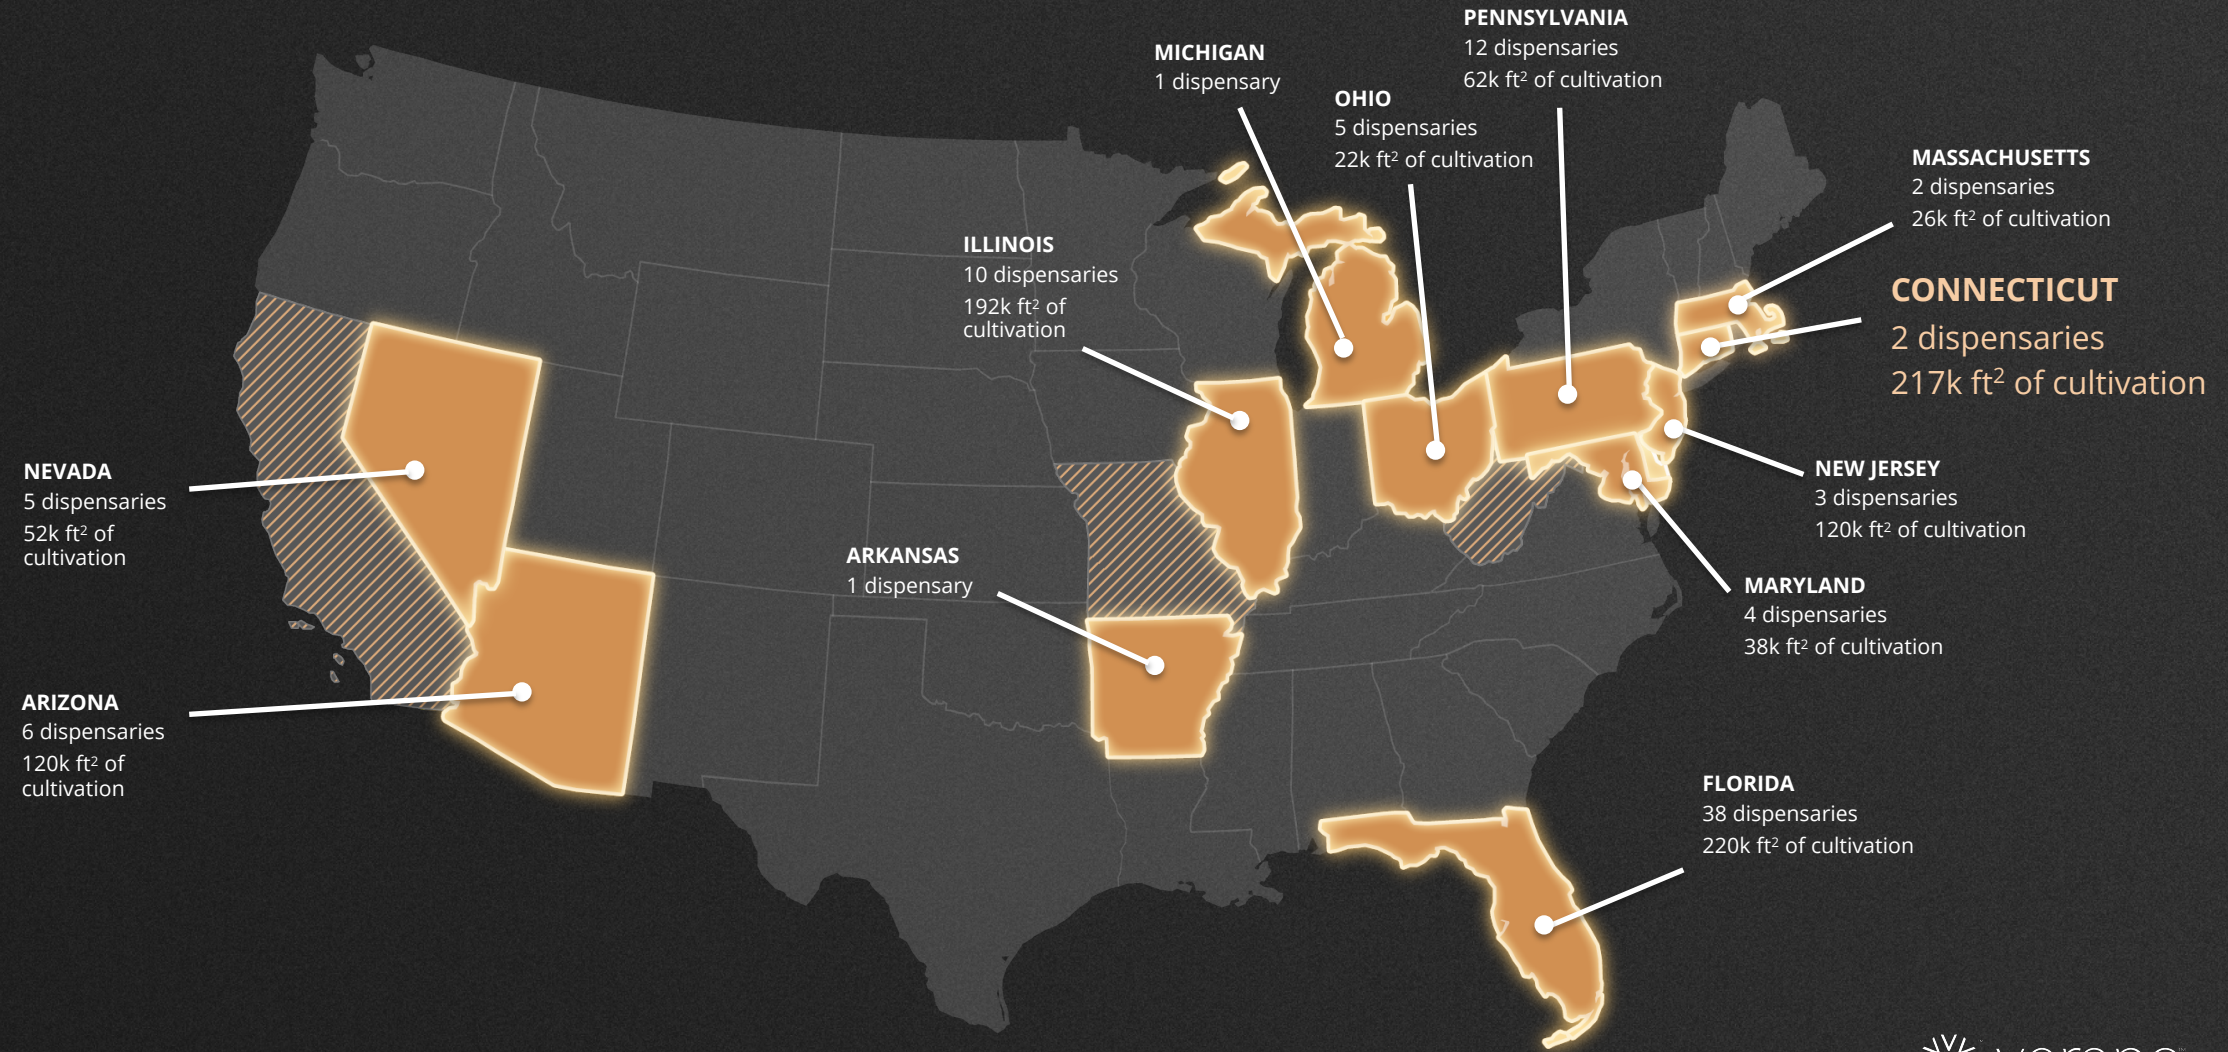 PENNSYLVANIA
12 dispensaries
62k ft² of cultivation
MICHIGAN
1 dispensary
OHIO
5 dispensaries
22k ft² of cultivation
MASSACHUSETTS
2 dispensaries
26k ft² of cultivation
ILLINOIS
10 dispensaries
192k ft² of
cultivation
CONNECTICUT
2 dispensaries
217k ft² of cultivation
NEVADA
5 dispensaries
52k ft² of
cultivation
NEW JERSEY
3 dispensaries
120k ft² of cultivation
ARKANSAS
1 dispensary
MARYLAND
4 dispensaries
38k ft² of cultivation
ARIZONA
6 dispensaries
120k ft² of
cultivation
FLORIDA
38 dispensaries
220k ft² of cultivation